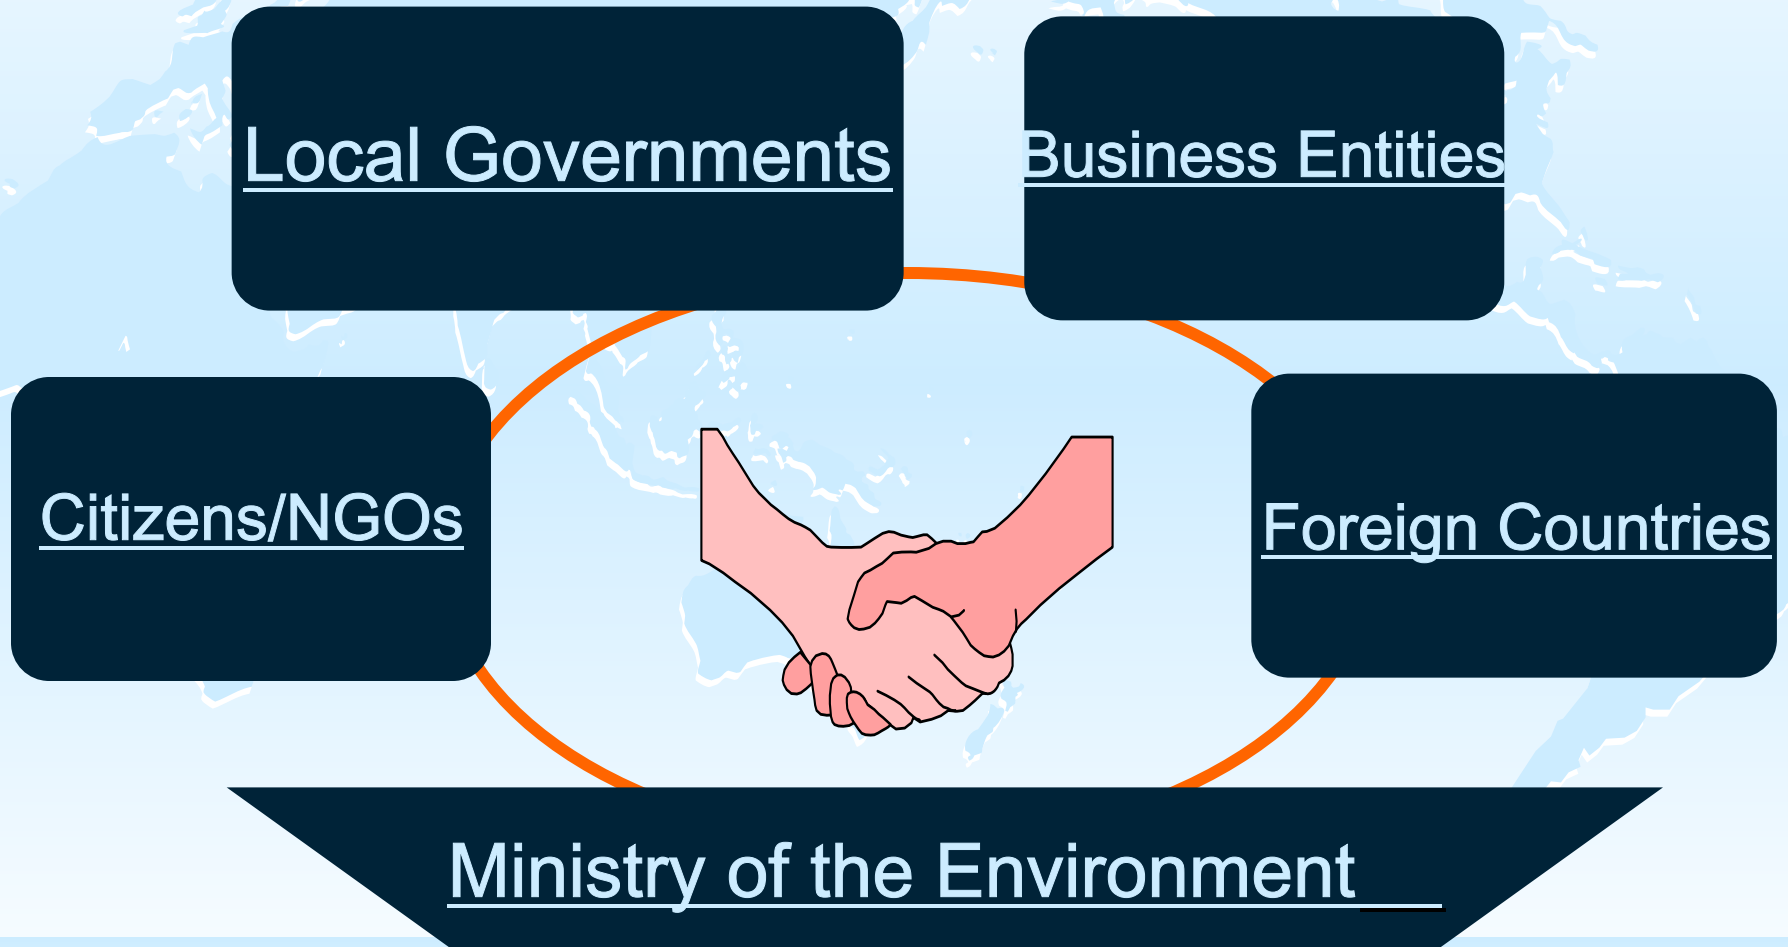 Local Governments
Business Entities
Citizens/NGOs
Foreign Countries
Ministry of the Environment